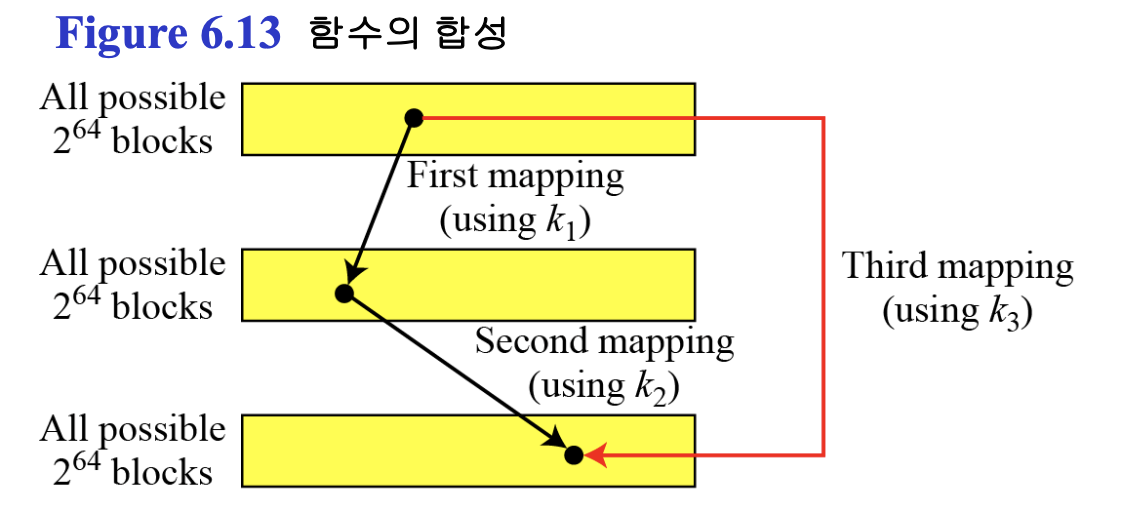 Figure 6.13 함수의 합성
All possible
2^64 blocks
First mapping
(using k1)
All possible
2^64 blocks
Third mapping
(using k3)
Second mapping
(using k2)
All possible
2^64 blocks